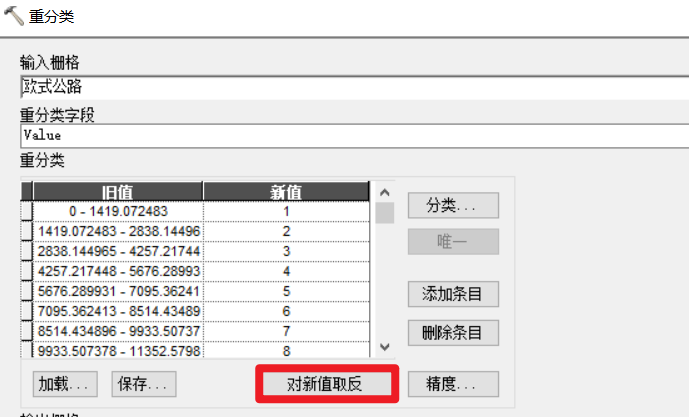 重分类
输入栅格
欧式公路
重分类字段
Value
重分类
旧值 新值
0 - 1419.072483 1
1419.072483 - 2838.14496 2
2838.144965 - 4257.21744 3
4257.217448 - 5676.28993 4
5676.289931 - 7095.36241 5
7095.362413 - 8514.43489 6
8514.434896 - 9933.50737 7
9933.507378 - 11352.5798 8
分类...
唯一
添加条目
删除条目
加载... 保存... 对新值取反 精度...
输出栅格